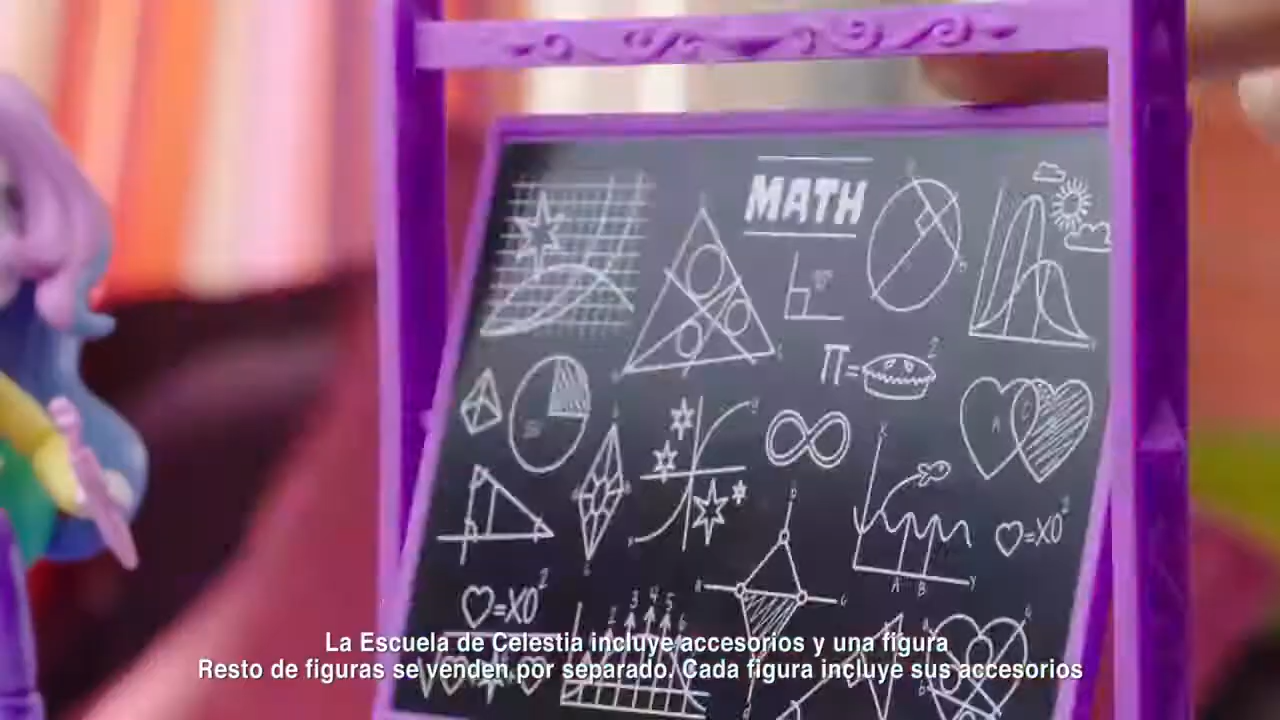 MATH
Π= 2
♡=XO²
♡=XO²
La Escuela de Celestia incluye accesorios y una figura
Resto de figuras se venden por separado. Cada figura incluye sus accesorios